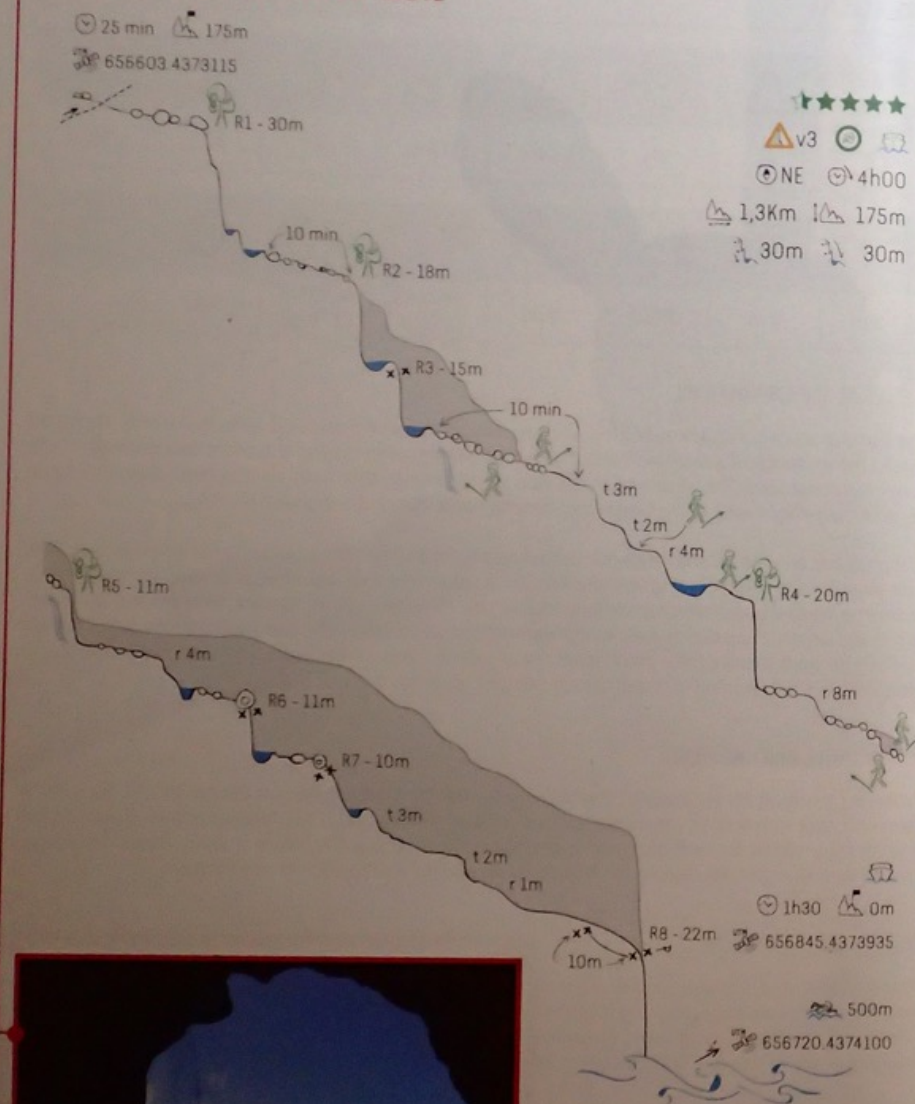 25 min 175m
656603 4373115
R1 - 30m
v3
NE 4h00
1,3Km 175m
30m 30m
10 min
R2 - 18m
R3 - 15m
10 min
t 3m
t 2m
r 4m
R4 - 20m
r 8m
R5 - 11m
r 4m
R6 - 11m
R7 - 10m
t 3m
t 2m
r 1m
R8 - 22m
10m
1h30 0m
656845.4373935
500m
656720.4374100